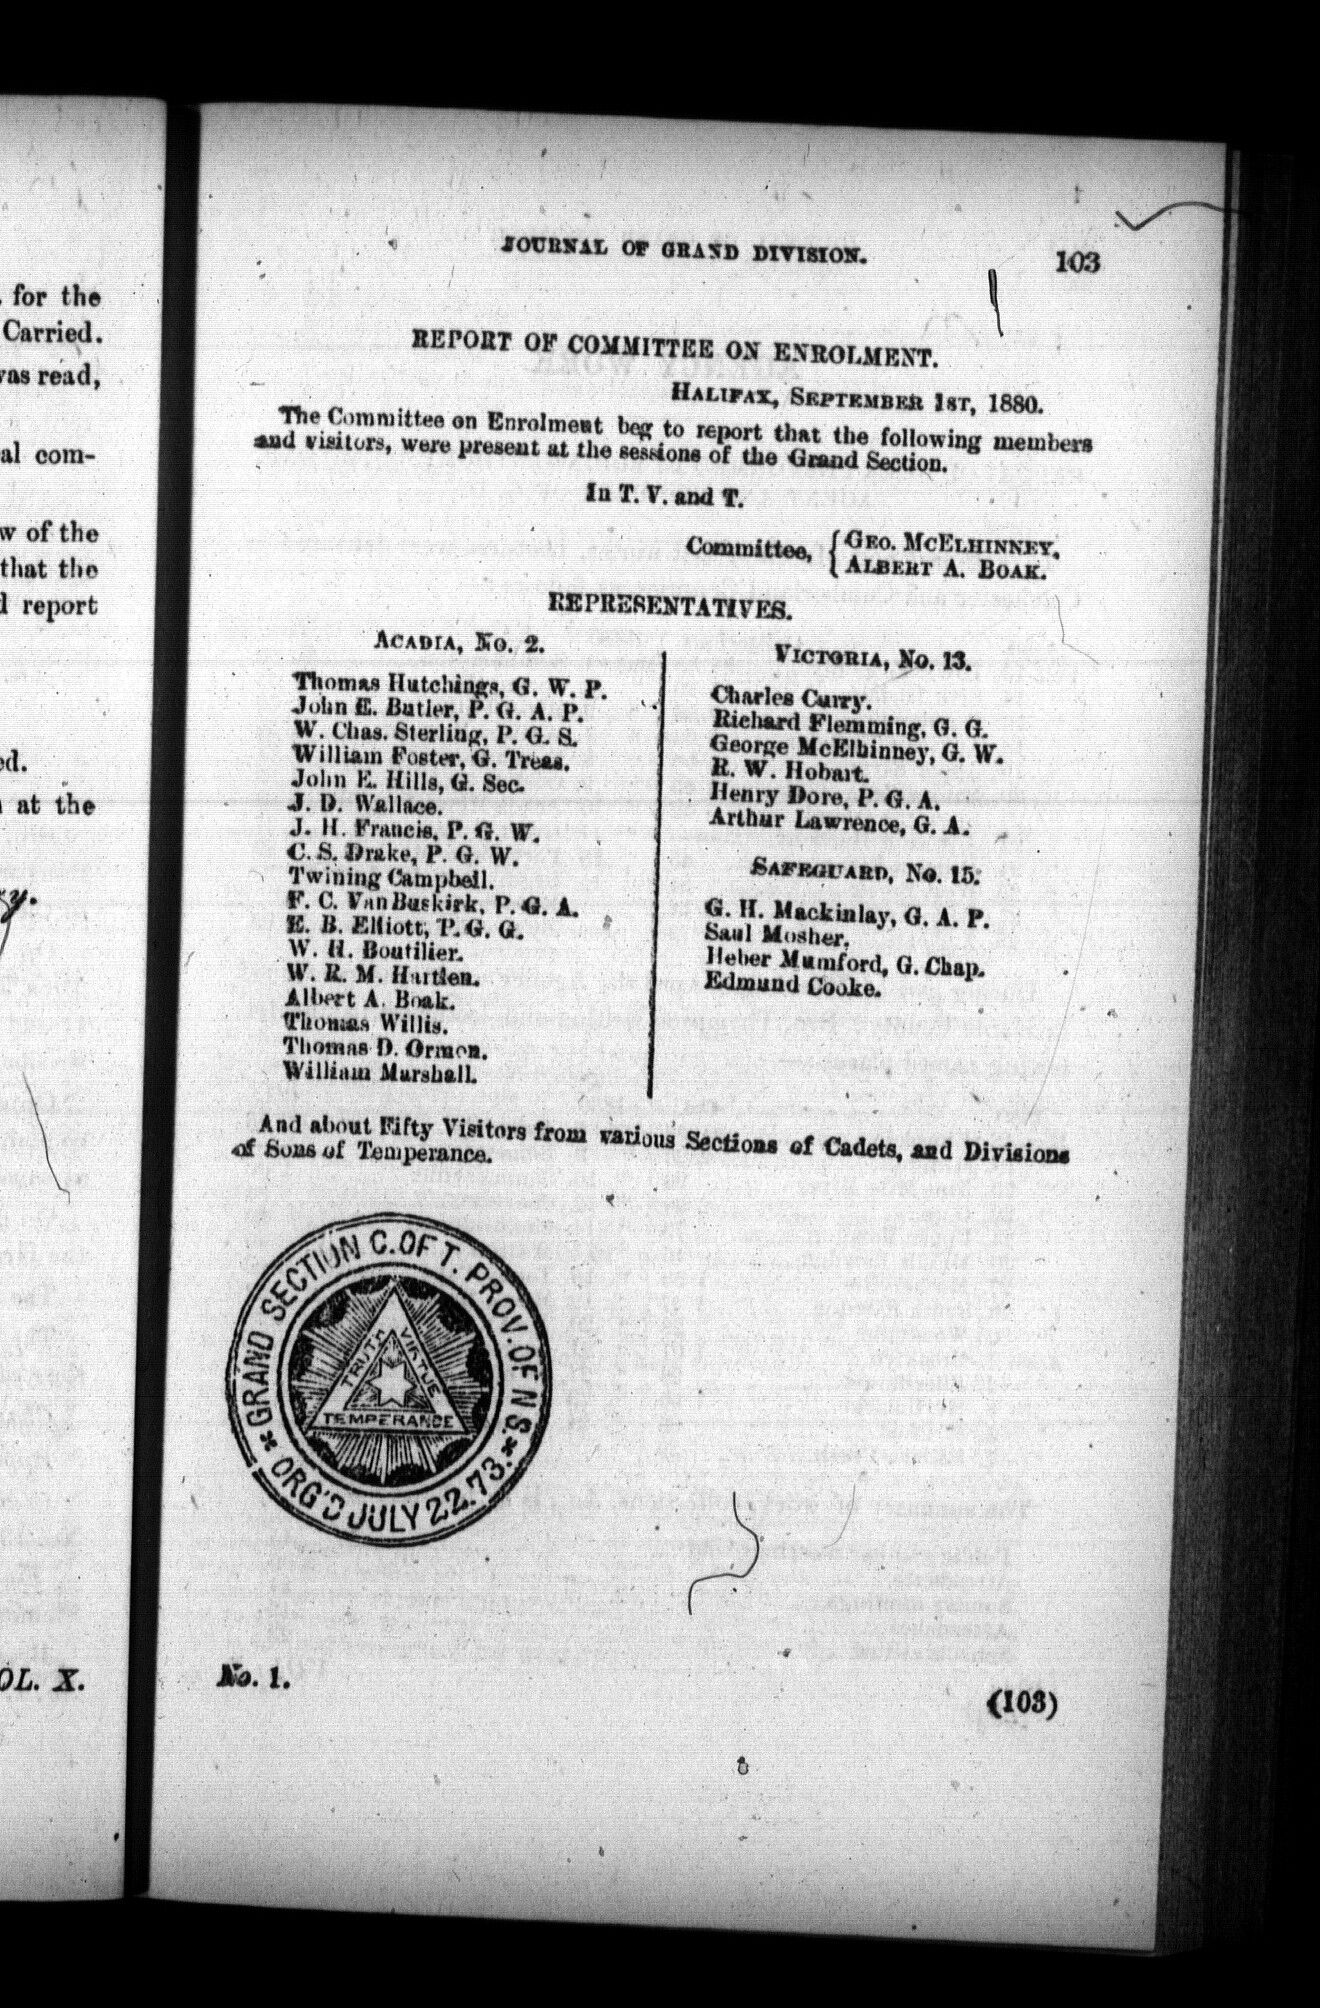 for the
Carried.
was read,
al com-
w of the
that the
report
ed.
at the
OL. X.
JOURNAL OF GRAND DIVISION. 103
REPORT OF COMMITTEE ON ENROLMENT.
HALIFAX, SEPTEMBER 1ST, 1880.
The Committee on Enrolment beg to report that the following members
and visitors, were present at the sessions of the Grand Section.
In T. V. and T.
Committee, { GEO. MCELHINNEY,
ALBERT A. BOAK.
REPRESENTATIVES.
ACADIA, No. 2.
Thomas Hutchings, G. W. P.
John E. Butler, P. G. A. P.
W. Chas. Sterling, P. G. S.
William Foster, G. Treas.
John E. Hills, G. Sec.
J. D. Wallace.
J. H. Francis, P. G. W.
C. S. Drake, P. G. W.
Twining Campbell.
F. C. VanBuskirk, P. G. A.
E. B. Elliott, P. G. G.
W. H. Boutilier.
W. R. M. Hartlen.
Albert A. Boak.
Thomas Willis.
Thomas D. Ormon.
William Marshall.
VICTORIA, No. 13.
Charles Curry.
Richard Flemming, G. G.
George McElhinney, G. W.
R. W. Hobart.
Henry Dore, P. G. A.
Arthur Lawrence, G. A.
SAFEGUARD, No. 15.
G. H. Mackinlay, G. A. P.
Saul Mosher.
Heber Mumford, G. Chap.
Edmund Cooke.
And about Fifty Visitors from various Sections of Cadets, and Divisions
of Sons of Temperance.
GRAND SECTION C. OF T. PROV. OF N S.
TRUTH VIRTUE
TEMPERANCE
ORG'D JULY 22. 73.
No. 1. (103)